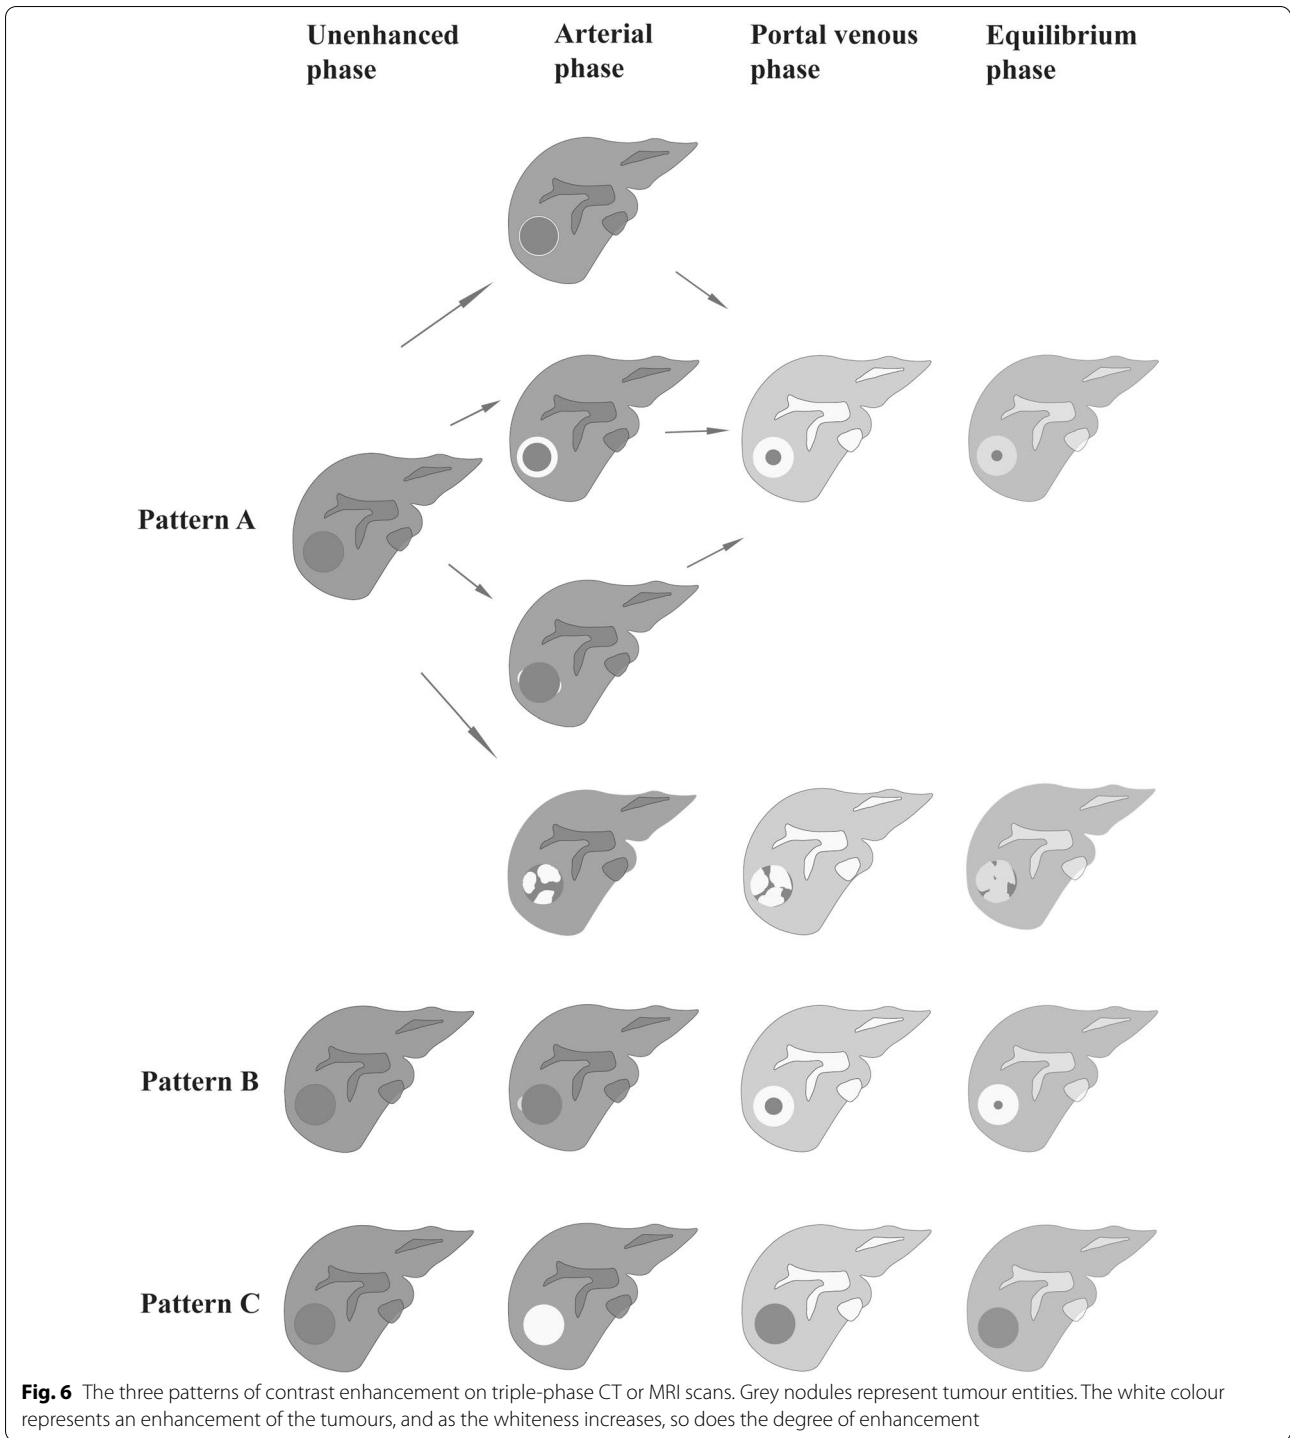 Unenhanced phase
Arterial phase
Portal venous phase
Equilibrium phase
Pattern A
Pattern B
Pattern C
Fig. 6 The three patterns of contrast enhancement on triple-phase CT or MRI scans. Grey nodules represent tumour entities. The white colour
represents an enhancement of the tumours, and as the whiteness increases, so does the degree of enhancement